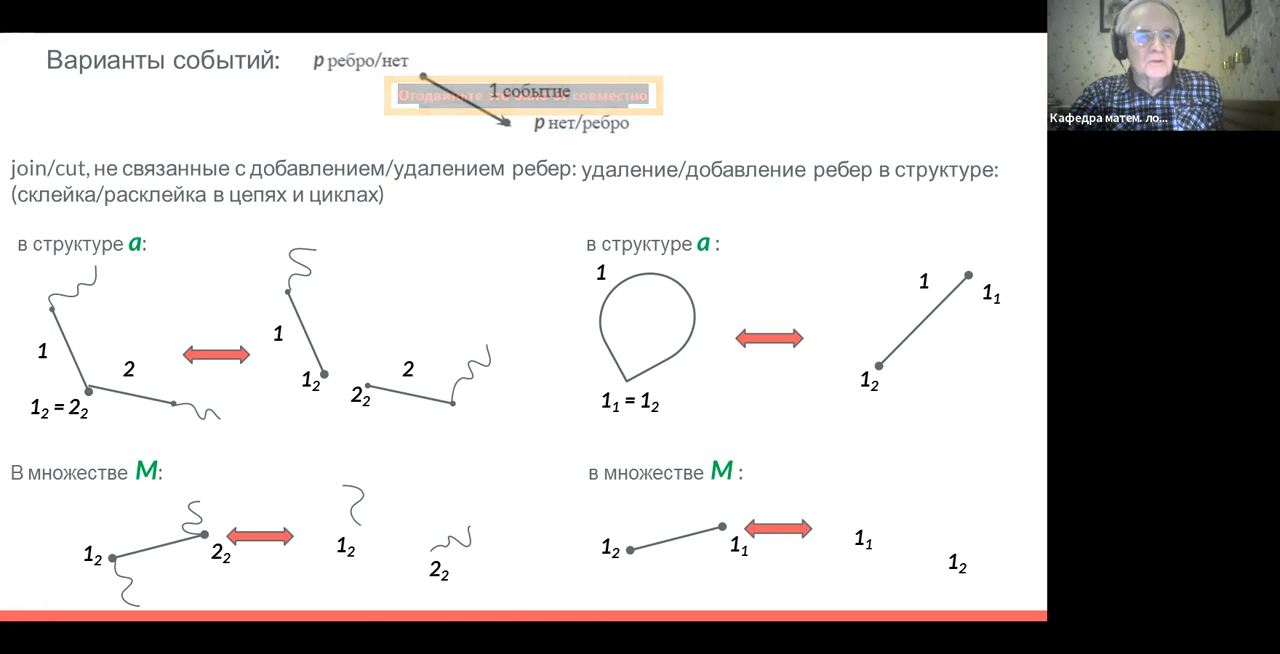 Варианты событий:
p ребро/нет
1 событие
p нет/ребро
join/cut, не связанные с добавлением/удалением ребер: удаление/добавление ребер в структуре:
(склейка/расклейка в цепях и циклах)
в структуре a:
1
2
1₂ = 2₂
1
1₂
2₂
2
в структуре a :
1
1₁ = 1₂
1
1₁
1₂
В множестве M:
1₂
2₂
1₂
2₂
в множестве M :
1₂
1₁
1₁
1₂
Кафедра матем. ло...